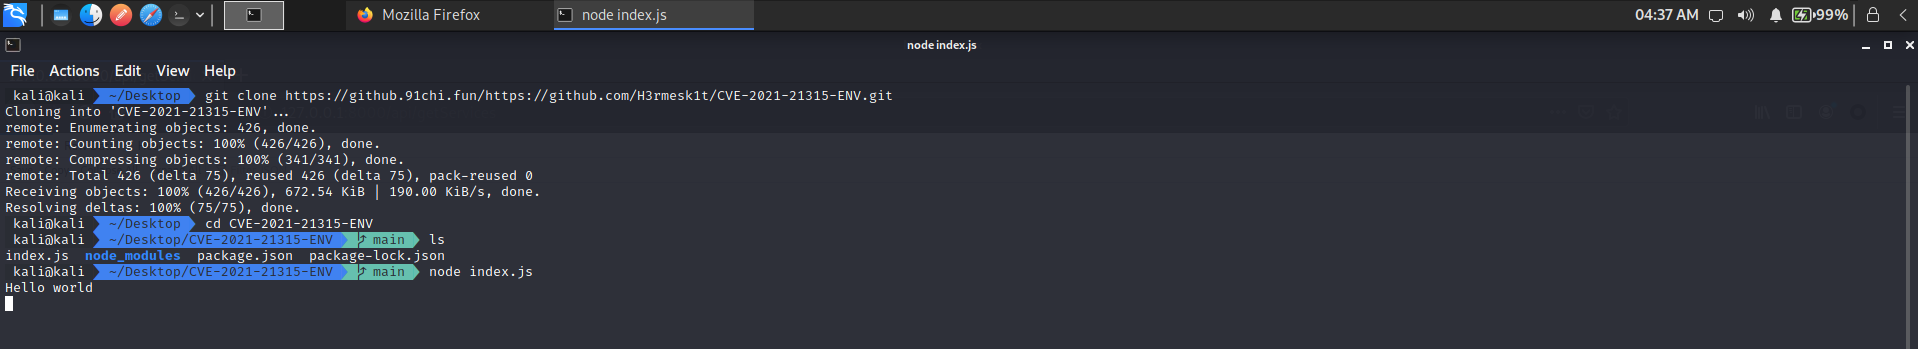 Mozilla Firefox node index.js 04:37 AM 99%
node index.js
File Actions Edit View Help
kali@kali ~/Desktop git clone https://github.91chi.fun/https://github.com/H3rmesk1t/CVE-2021-21315-ENV.git
Cloning into 'CVE-2021-21315-ENV'...
remote: Enumerating objects: 426, done.
remote: Counting objects: 100% (426/426), done.
remote: Compressing objects: 100% (341/341), done.
remote: Total 426 (delta 75), reused 426 (delta 75), pack-reused 0
Receiving objects: 100% (426/426), 672.54 KiB | 190.00 KiB/s, done.
Resolving deltas: 100% (75/75), done.
kali@kali ~/Desktop cd CVE-2021-21315-ENV
kali@kali ~/Desktop/CVE-2021-21315-ENV main ls
index.js node_modules package.json package-lock.json
kali@kali ~/Desktop/CVE-2021-21315-ENV main node index.js
Hello world